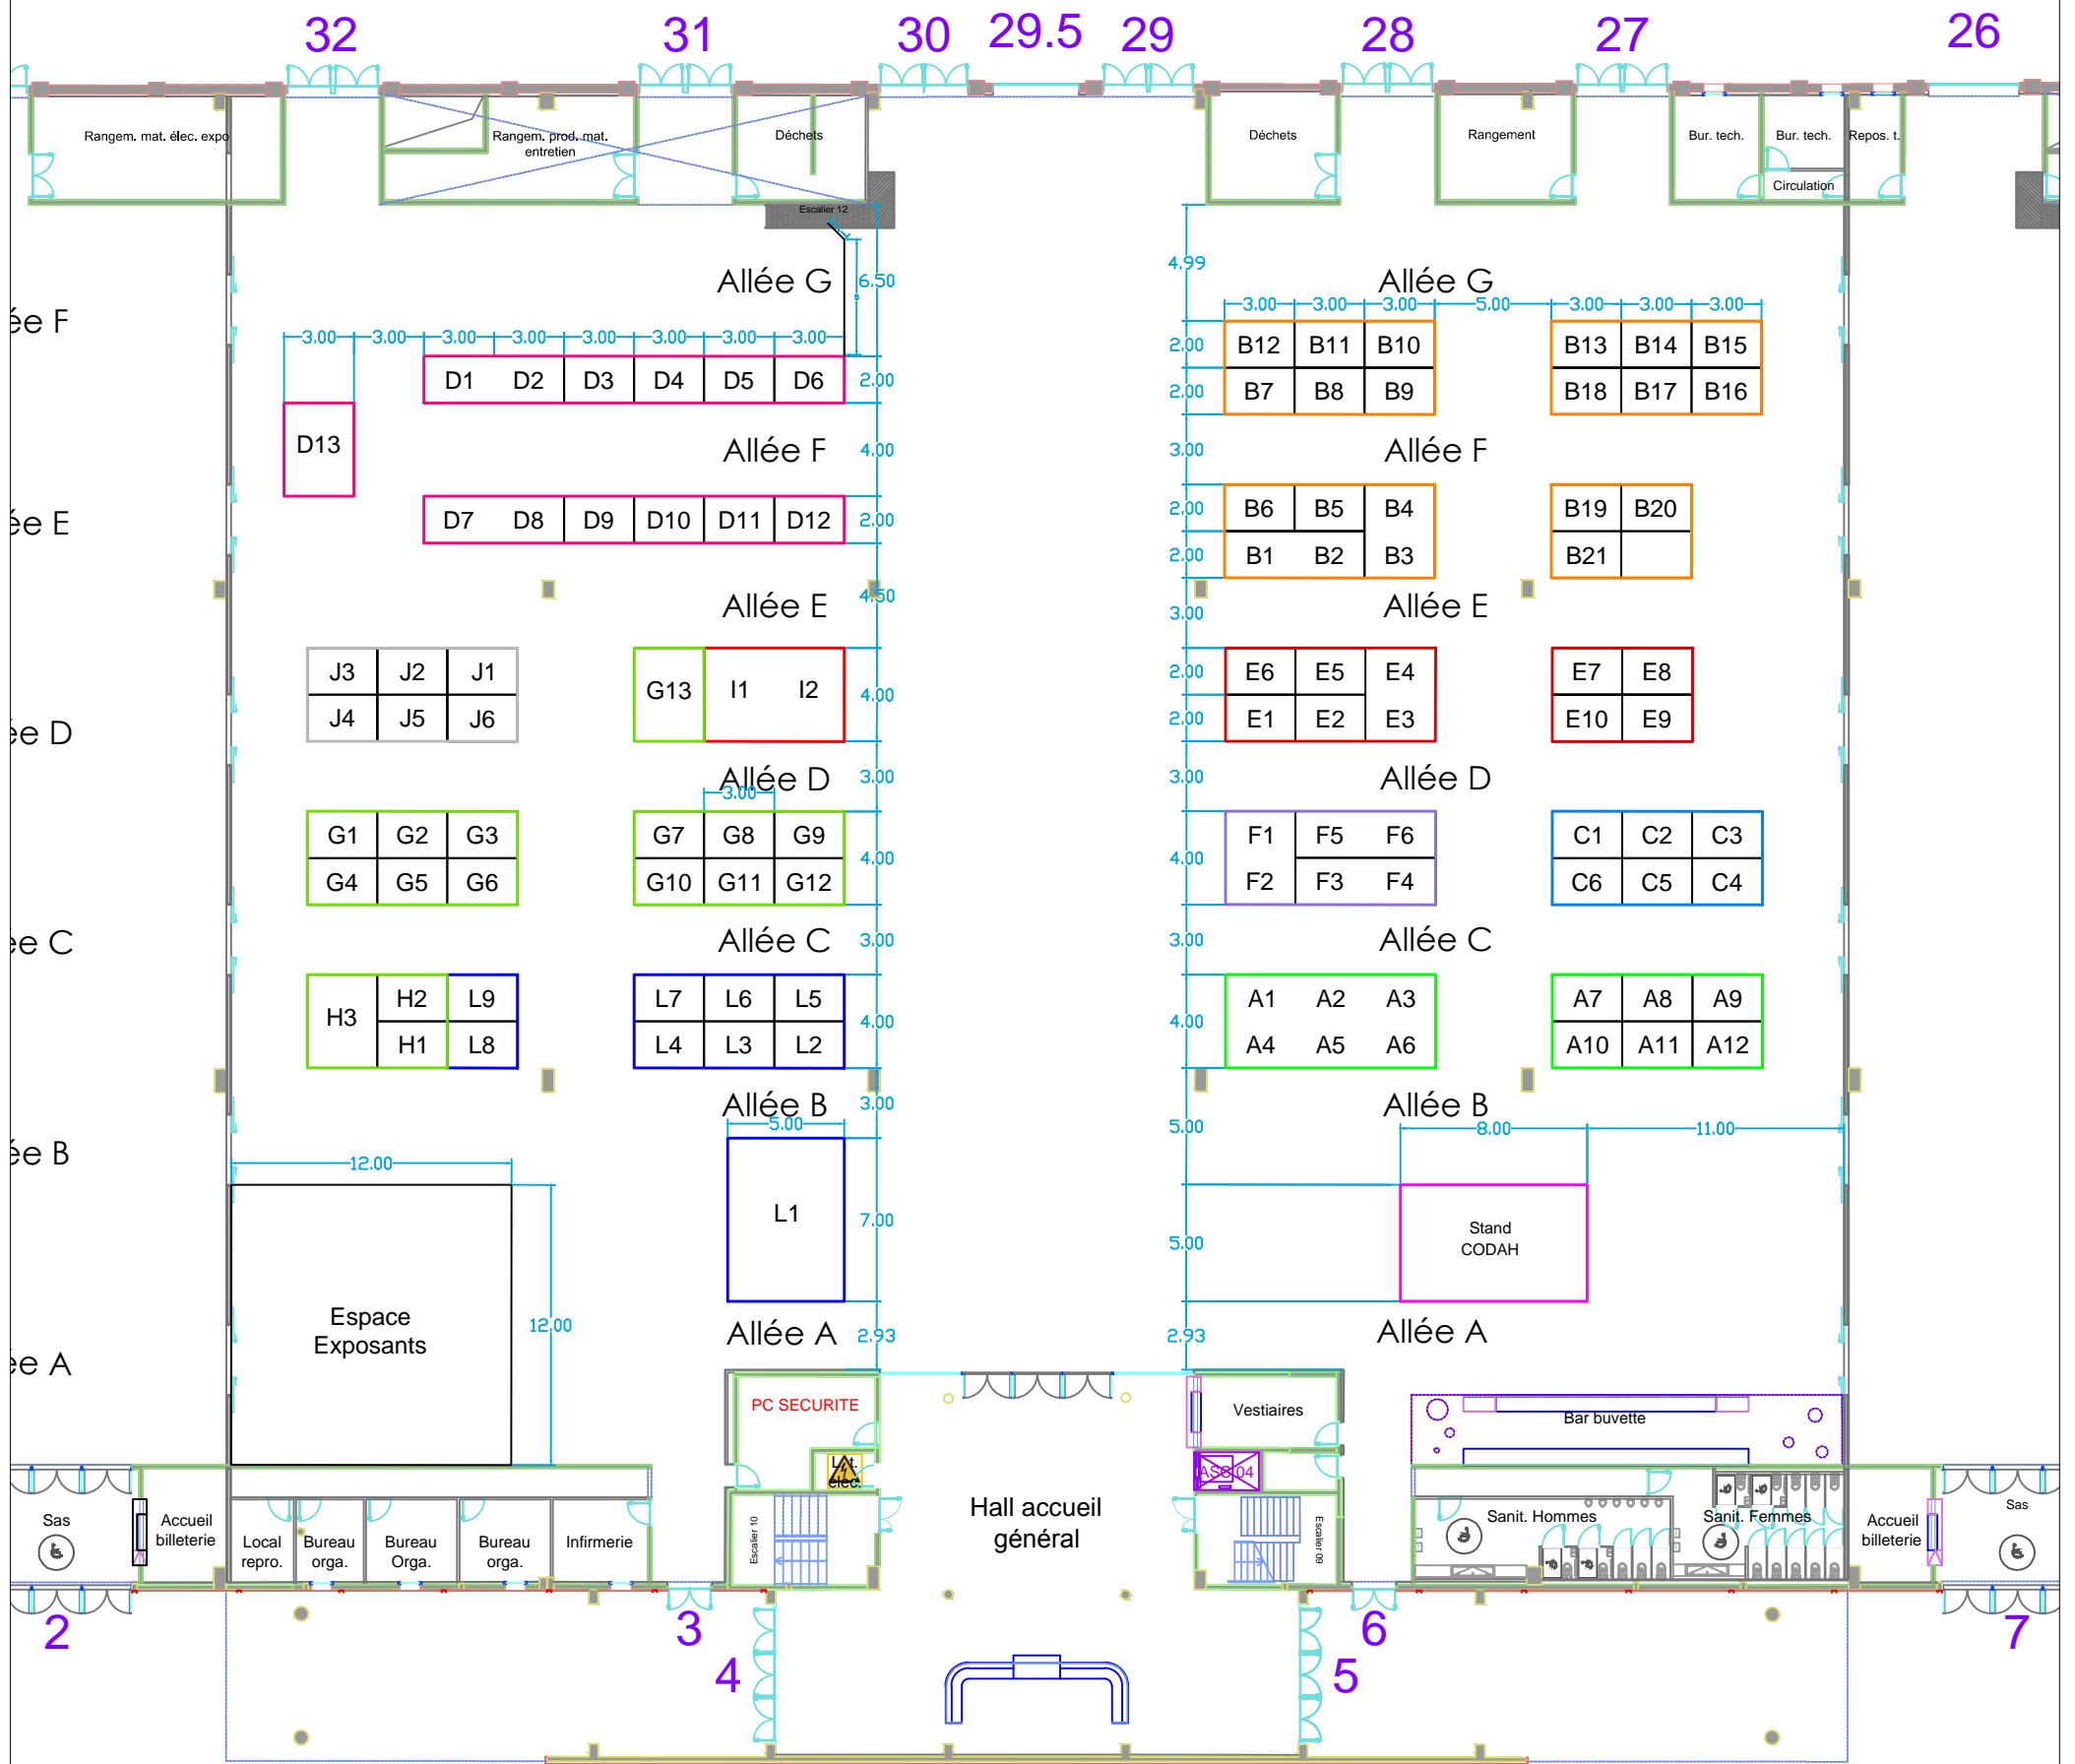 32 31 30 29.5 29 28 27 26
Rangem. mat. élec. expo
Rangem. prod. mat.
entretien
Déchets
Déchets
Rangement
Bur. tech.
Bur. tech.
Repos. t.
Circulation
Escalier 12
4.99
Allée G 6.50 Allée G
ée F
3.00 3.00 3.00 5.00 3.00 3.00 3.00
3.00 3.00 3.00 3.00 3.00 3.00 3.00 3.00
2.00 B12 B11 B10 B13 B14 B15
D1 D2 D3 D4 D5 D6 2.00
2.00 B7 B8 B9 B18 B17 B16
D13
Allée F 4.00 3.00 Allée F
ée E
D7 D8 D9 D10 D11 D12 2.00
2.00 B6 B5 B4 B19 B20
2.00 B1 B2 B3 B21
Allée E 4.50 3.00 Allée E
J3 J2 J1
J4 J5 J6
G13 I1 I2 4.00
2.00 E6 E5 E4 E7 E8
2.00 E1 E2 E3 E10 E9
ée D
Allée D 3.00 3.00 Allée D
3.00
G1 G2 G3 G7 G8 G9
G4 G5 G6 G10 G11 G12
4.00 4.00
F1 F5 F6 C1 C2 C3
F2 F3 F4 C6 C5 C4
ée C
Allée C 3.00 3.00 Allée C
H3 H2 L9 L7 L6 L5
H1 L8 L4 L3 L2
4.00 4.00
A1 A2 A3 A7 A8 A9
A4 A5 A6 A10 A11 A12
ée B
Allée B 3.00 5.00 Allée B
5.00 8.00 11.00
12.00
L1 7.00
5.00
Stand
CODAH
Espace
Exposants
12.00
ée A
Allée A 2.93 2.93 Allée A
PC SECURITE
Vestiaires
Bar buvette
Lot.
élec.
ASC 04
Hall accueil
général
Escalier 10
Escalier 09
Sas
Accueil
billeterie
Local
repro.
Bureau
orga.
Bureau
Orga.
Bureau
orga.
Infirmerie
Sanit. Hommes
Sanit. Femmes
Accueil
billeterie
Sas
2 3 4 5 6 7